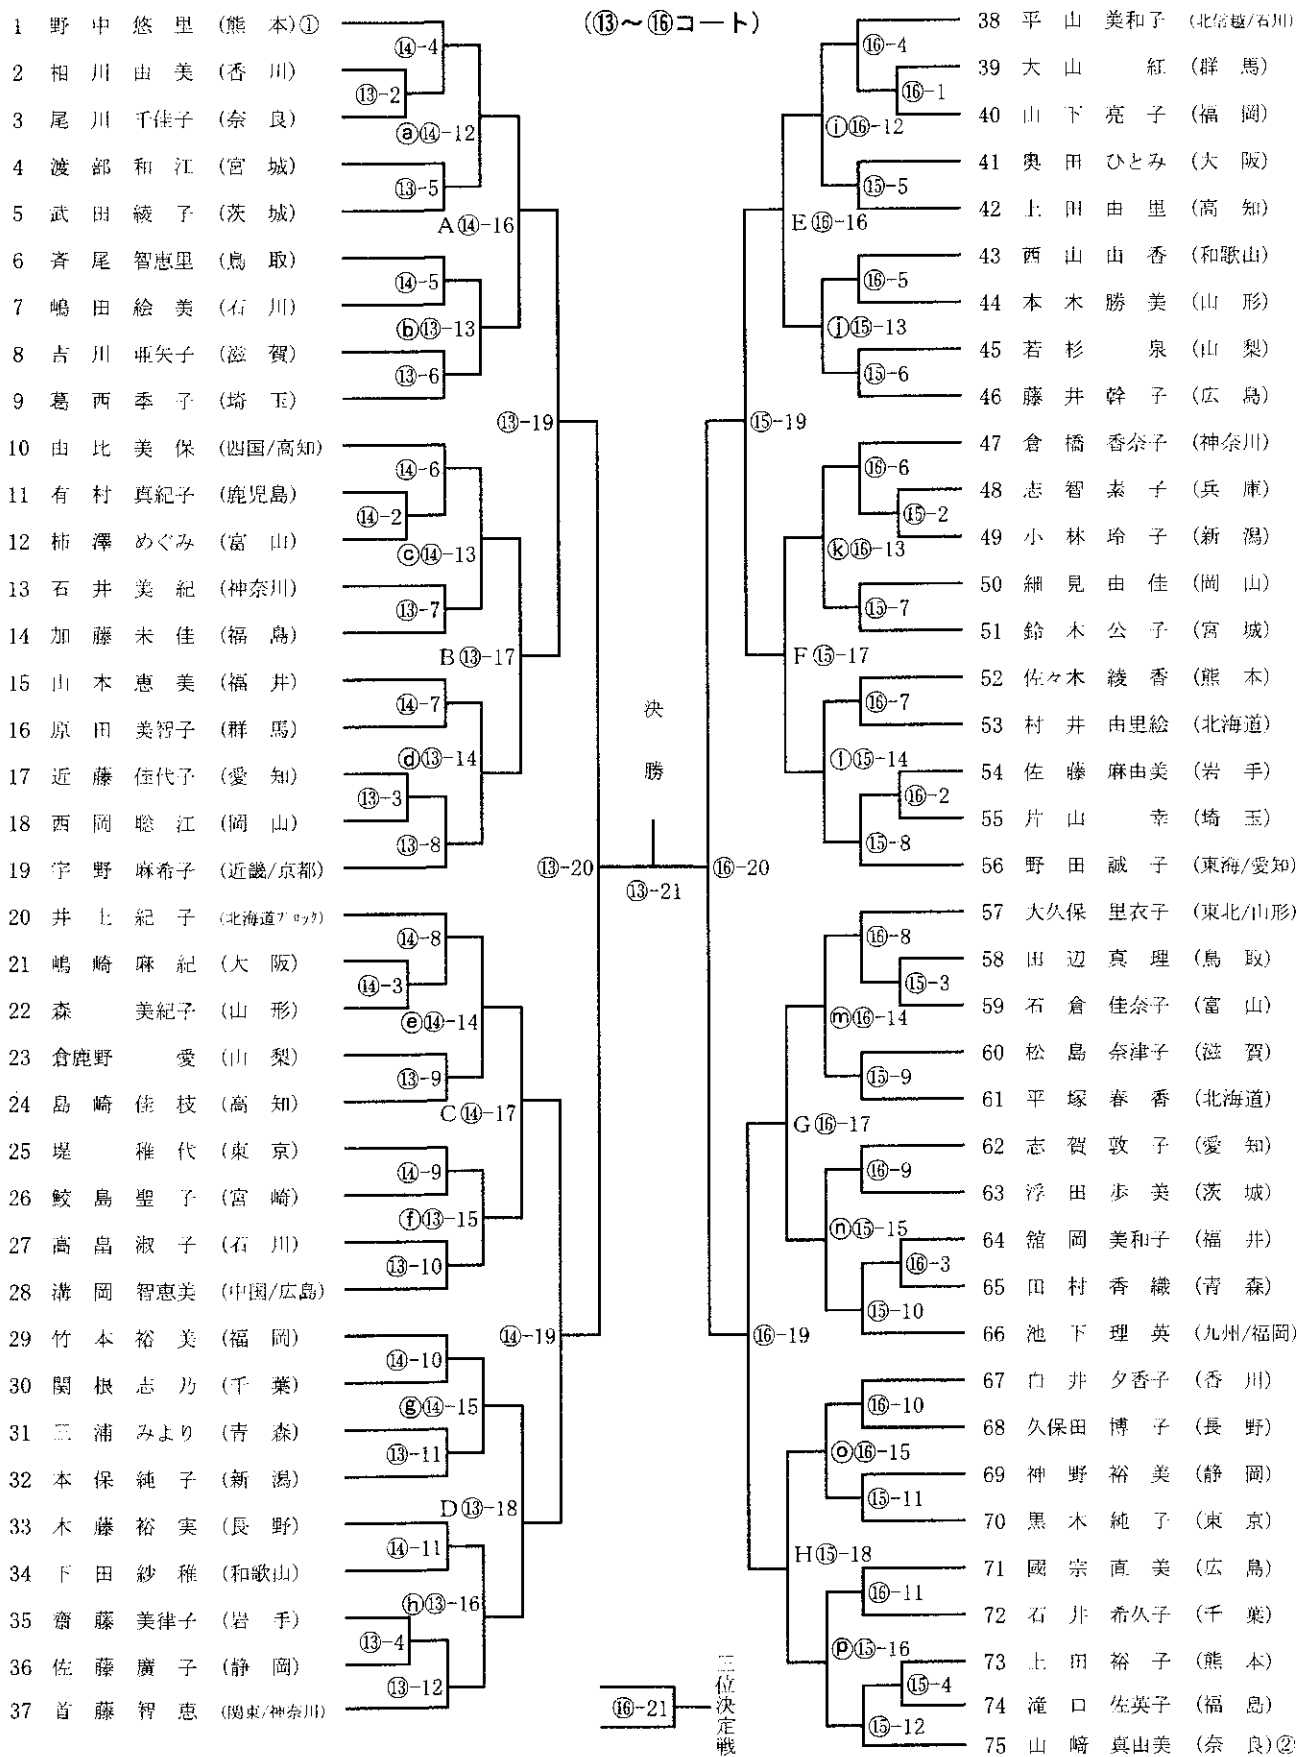 (⑬～⑯コート)
1 野中悠里 (熊本)①
2 相川由美 (香川)
3 尾川千佳子 (奈良)
4 渡部和江 (宮城)
5 武田綾子 (茨城)
6 斉尾智恵里 (鳥取)
7 嶋田絵美 (石川)
8 吉川亜矢子 (滋賀)
9 葛西季子 (埼玉)
10 由比美保 (四国/高知)
11 有村真紀子 (鹿児島)
12 柿澤めぐみ (富山)
13 石井美紀 (神奈川)
14 加藤未佳 (福島)
15 山本恵美 (福井)
16 原田美智子 (群馬)
17 近藤佳代子 (愛知)
18 西岡聡江 (岡山)
19 宇野麻希子 (近畿/京都)
20 井上紀子 (北海道ブロック)
21 嶋崎麻紀 (大阪)
22 森美紀子 (山形)
23 倉鹿野愛 (山梨)
24 島崎佳枝 (高知)
25 堤稚代 (東京)
26 鮫島聖子 (宮崎)
27 高畠淑子 (石川)
28 溝岡智恵美 (中国/広島)
29 竹本裕美 (福岡)
30 関根志乃 (千葉)
31 三浦みより (青森)
32 本保純子 (新潟)
33 木藤裕実 (長野)
34 下田紗稚 (和歌山)
35 齋藤美律子 (岩手)
36 佐藤廣子 (静岡)
37 首藤智恵 (関東/神奈川)
⑭-4
⑬-2
ⓐ⑭-12
⑬-5
A⑭-16
⑭-5
ⓑ⑬-13
⑬-6
⑬-19
⑭-6
⑭-2
ⓒ⑭-13
⑬-7
B⑬-17
⑭-7
ⓓ⑬-14
⑬-3
⑬-8
⑬-20
⑭-8
⑭-3
ⓔ⑭-14
⑬-9
C⑭-17
⑭-9
ⓕ⑬-15
⑬-10
⑭-19
⑭-10
ⓖ⑭-15
⑬-11
D⑬-18
⑭-11
ⓗ⑬-16
⑬-4
⑬-12
決勝
⑬-21
⑯-21
三位決定戦
38 平山美和子 (北信越/石川)
39 大山紅 (群馬)
40 山下亮子 (福岡)
41 奥田ひとみ (大阪)
42 上田由里 (高知)
43 西山由香 (和歌山)
44 本木勝美 (山形)
45 若杉泉 (山梨)
46 藤井幹子 (広島)
47 倉橋香奈子 (神奈川)
48 志智素子 (兵庫)
49 小林玲子 (新潟)
50 細見由佳 (岡山)
51 鈴木公子 (宮城)
52 佐々木綾香 (熊本)
53 村井由里絵 (北海道)
54 佐藤麻由美 (岩手)
55 片山幸 (埼玉)
56 野田誠子 (東海/愛知)
57 大久保里衣子 (東北/山形)
58 田辺真理 (鳥取)
59 石倉佳奈子 (富山)
60 松島奈津子 (滋賀)
61 平塚春香 (北海道)
62 志賀敦子 (愛知)
63 浮田歩美 (茨城)
64 舘岡美和子 (福井)
65 田村香織 (青森)
66 池下理英 (九州/福岡)
67 白井夕香子 (香川)
68 久保田博子 (長野)
69 神野裕美 (静岡)
70 黒木純子 (東京)
71 國宗直美 (広島)
72 石井希久子 (千葉)
73 上田裕子 (熊本)
74 滝口佐英子 (福島)
75 山﨑真由美 (奈良)②
⑯-4
⑯-1
ⓘ⑯-12
⑮-5
E⑯-16
⑯-5
ⓙ⑮-13
⑮-6
⑮-19
⑯-6
⑮-2
ⓚ⑯-13
⑮-7
F⑮-17
⑯-7
ⓛ⑮-14
⑯-2
⑮-8
⑯-20
⑯-8
⑮-3
ⓜ⑯-14
⑮-9
G⑯-17
⑯-9
ⓝ⑮-15
⑯-3
⑮-10
⑯-19
⑯-10
ⓞ⑯-15
⑮-11
H⑮-18
⑯-11
ⓟ⑮-16
⑮-4
⑮-12